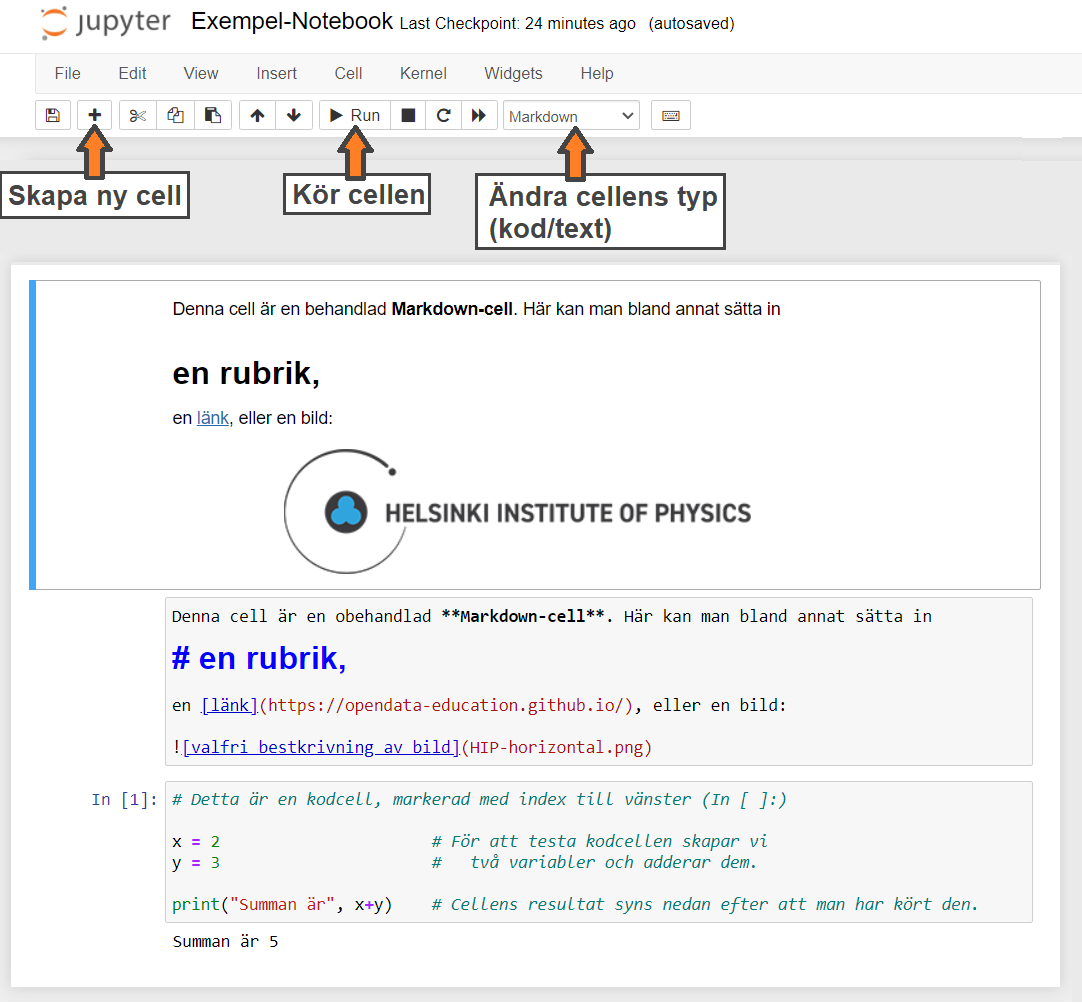 jupyter Exempel-Notebook Last Checkpoint: 24 minutes ago (autosaved)
File Edit View Insert Cell Kernel Widgets Help
Run Markdown
Skapa ny cell
Kör cellen
Ändra cellens typ
(kod/text)
Denna cell är en behandlad Markdown-cell. Här kan man bland annat sätta in
en rubrik,
en länk, eller en bild:
HELSINKI INSTITUTE OF PHYSICS
Denna cell är en obehandlad **Markdown-cell**. Här kan man bland annat sätta in
# en rubrik,
en [länk](https://opendata-education.github.io/), eller en bild:
![valfri bestkrivning av bild](HIP-horizontal.png)
In [1]: # Detta är en kodcell, markerad med index till vänster (In [ ]:)
x = 2 # För att testa kodcellen skapar vi
y = 3 # två variabler och adderar dem.
print("Summan är", x+y) # Cellens resultat syns nedan efter att man har kört den.
Summan är 5